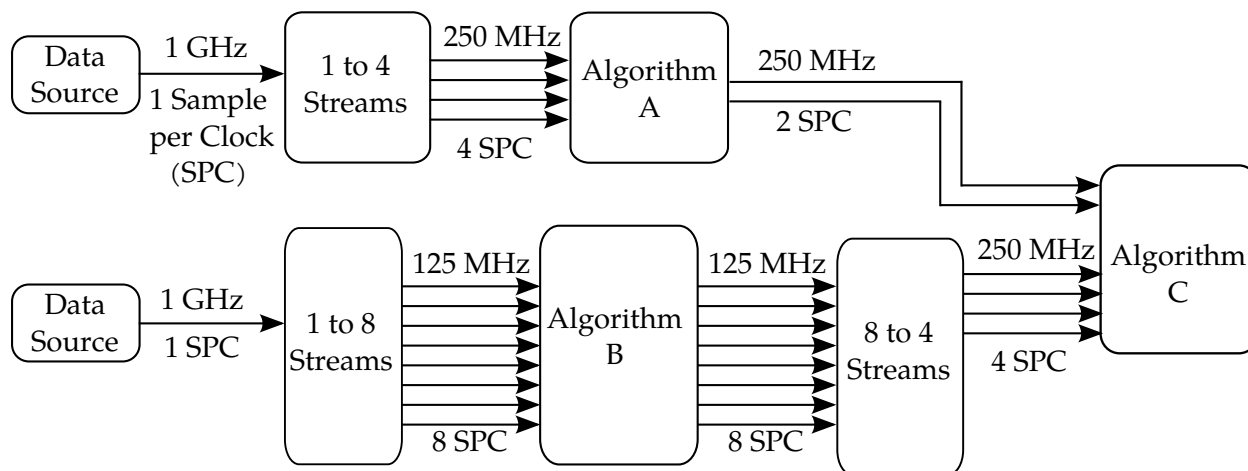 Data
Source
1 GHz
1 Sample
per Clock
(SPC)
1 to 4
Streams
250 MHz
4 SPC
Algorithm
A
250 MHz
2 SPC
Data
Source
1 GHz
1 SPC
1 to 8
Streams
125 MHz
8 SPC
Algorithm
B
125 MHz
8 SPC
8 to 4
Streams
250 MHz
4 SPC
Algorithm
C